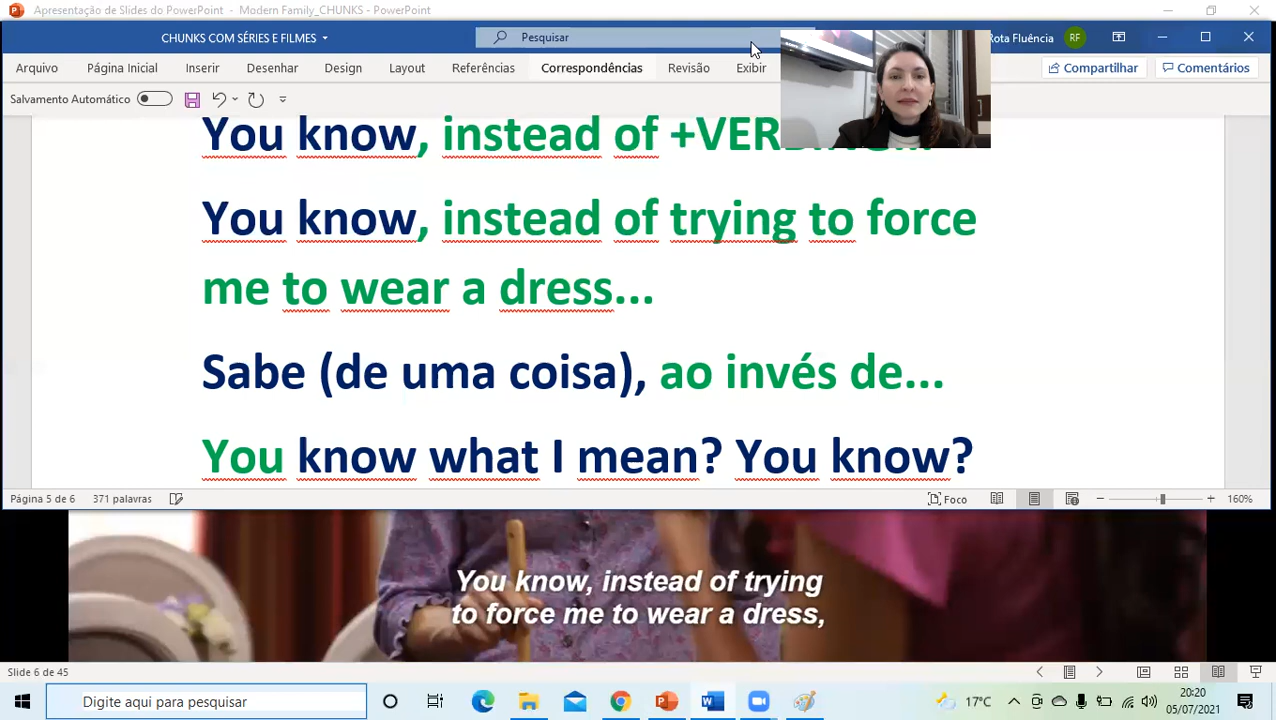 Apresentação de Slides do PowerPoint - Modern Family_CHUNKS - PowerPoint
CHUNKS COM SÉRIES E FILMES
Pesquisar
Rota Fluência
RF
Arquivo Página Inicial Inserir Desenhar Design Layout Referências Correspondências Revisão Exibir
Compartilhar Comentários
Salvamento Automático
You know, instead of
You know, instead of trying to force
me to wear a dress...
Sabe (de uma coisa), ao invés de...
You know what I mean? You know?
Página 5 de 6 371 palavras Foco 160%
You know, instead of trying
to force me to wear a dress,
Slide 6 de 45
Digite aqui para pesquisar
17°C
20:20
05/07/2021